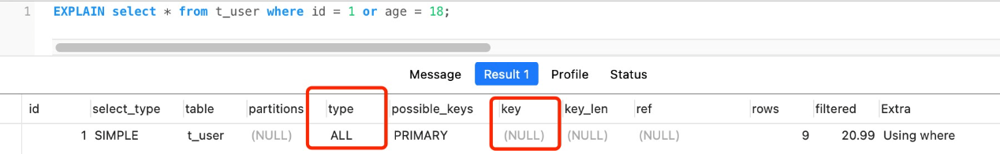 1 EXPLAIN select * from t_user where id = 1 or age = 18;
Message Result 1 Profile Status
id select_type table partitions type possible_keys key key_len ref rows filtered Extra
1 SIMPLE t_user (NULL) ALL PRIMARY (NULL) (NULL) (NULL) 9 20.99 Using where